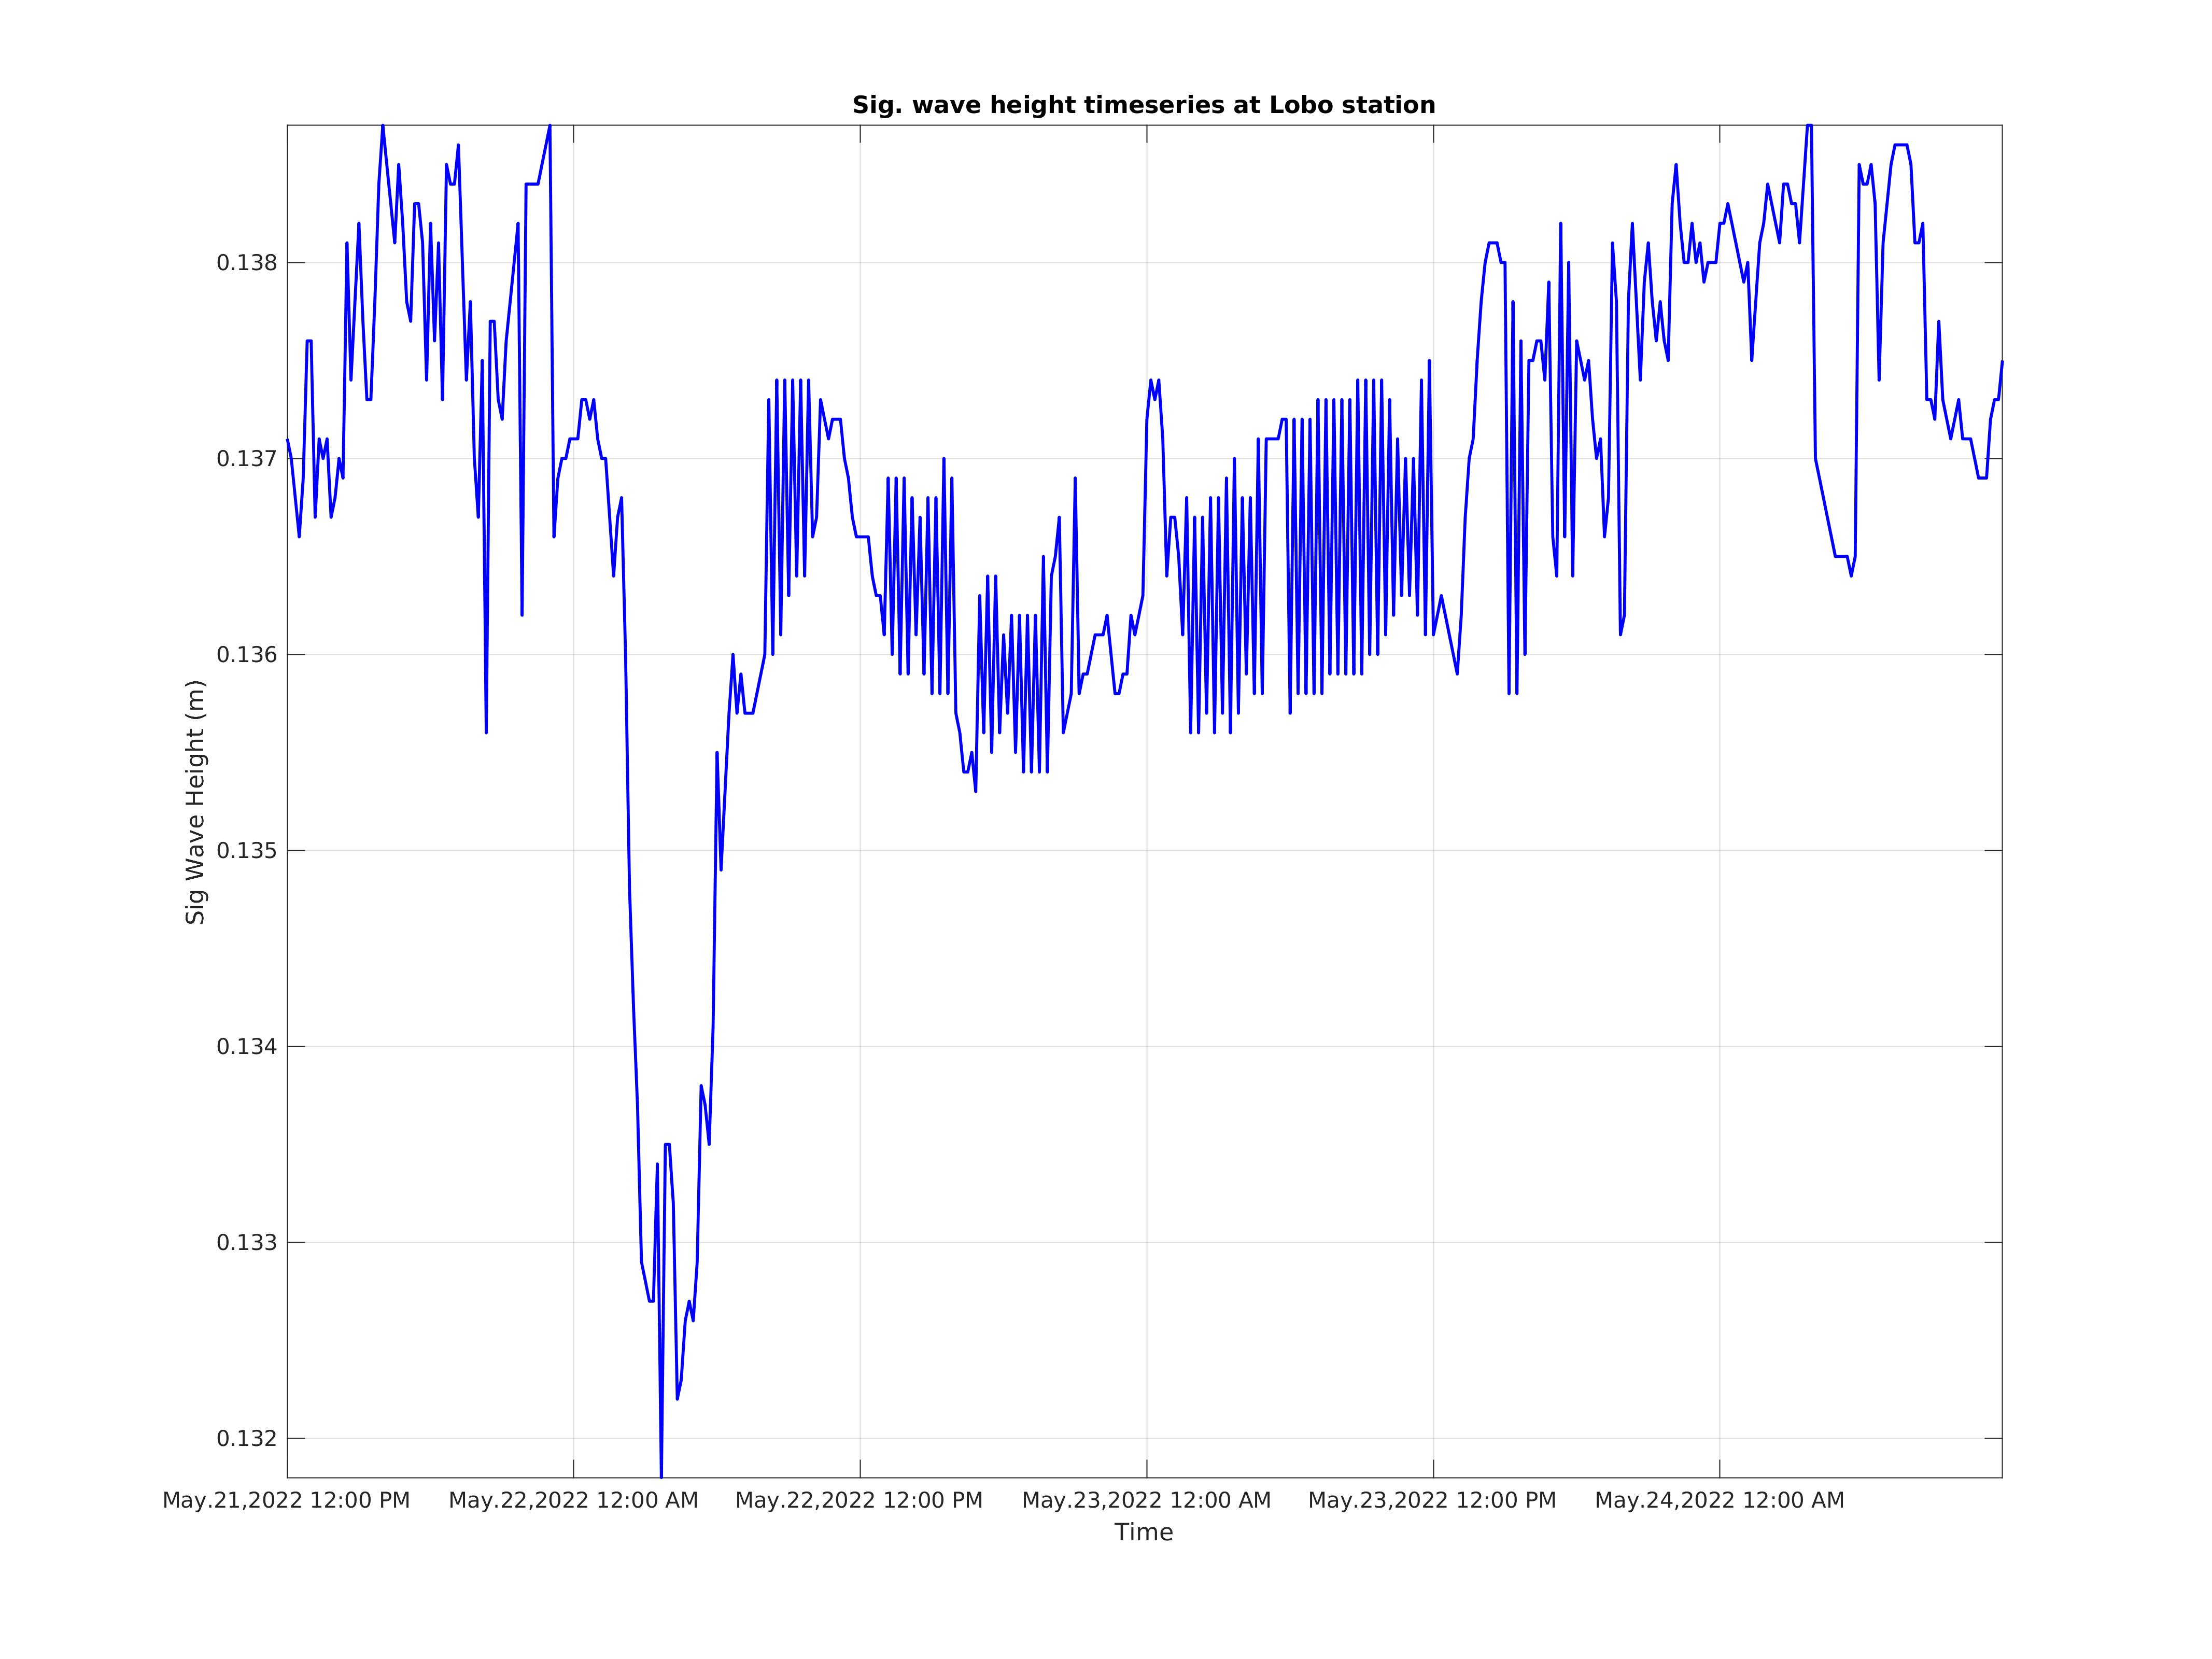 Sig. wave height timeseries at Lobo station
0.138
0.137
0.136
0.135
0.134
0.133
0.132
Sig Wave Height (m)
May.21,2022 12:00 PM
May.22,2022 12:00 AM
May.22,2022 12:00 PM
May.23,2022 12:00 AM
May.23,2022 12:00 PM
May.24,2022 12:00 AM
Time